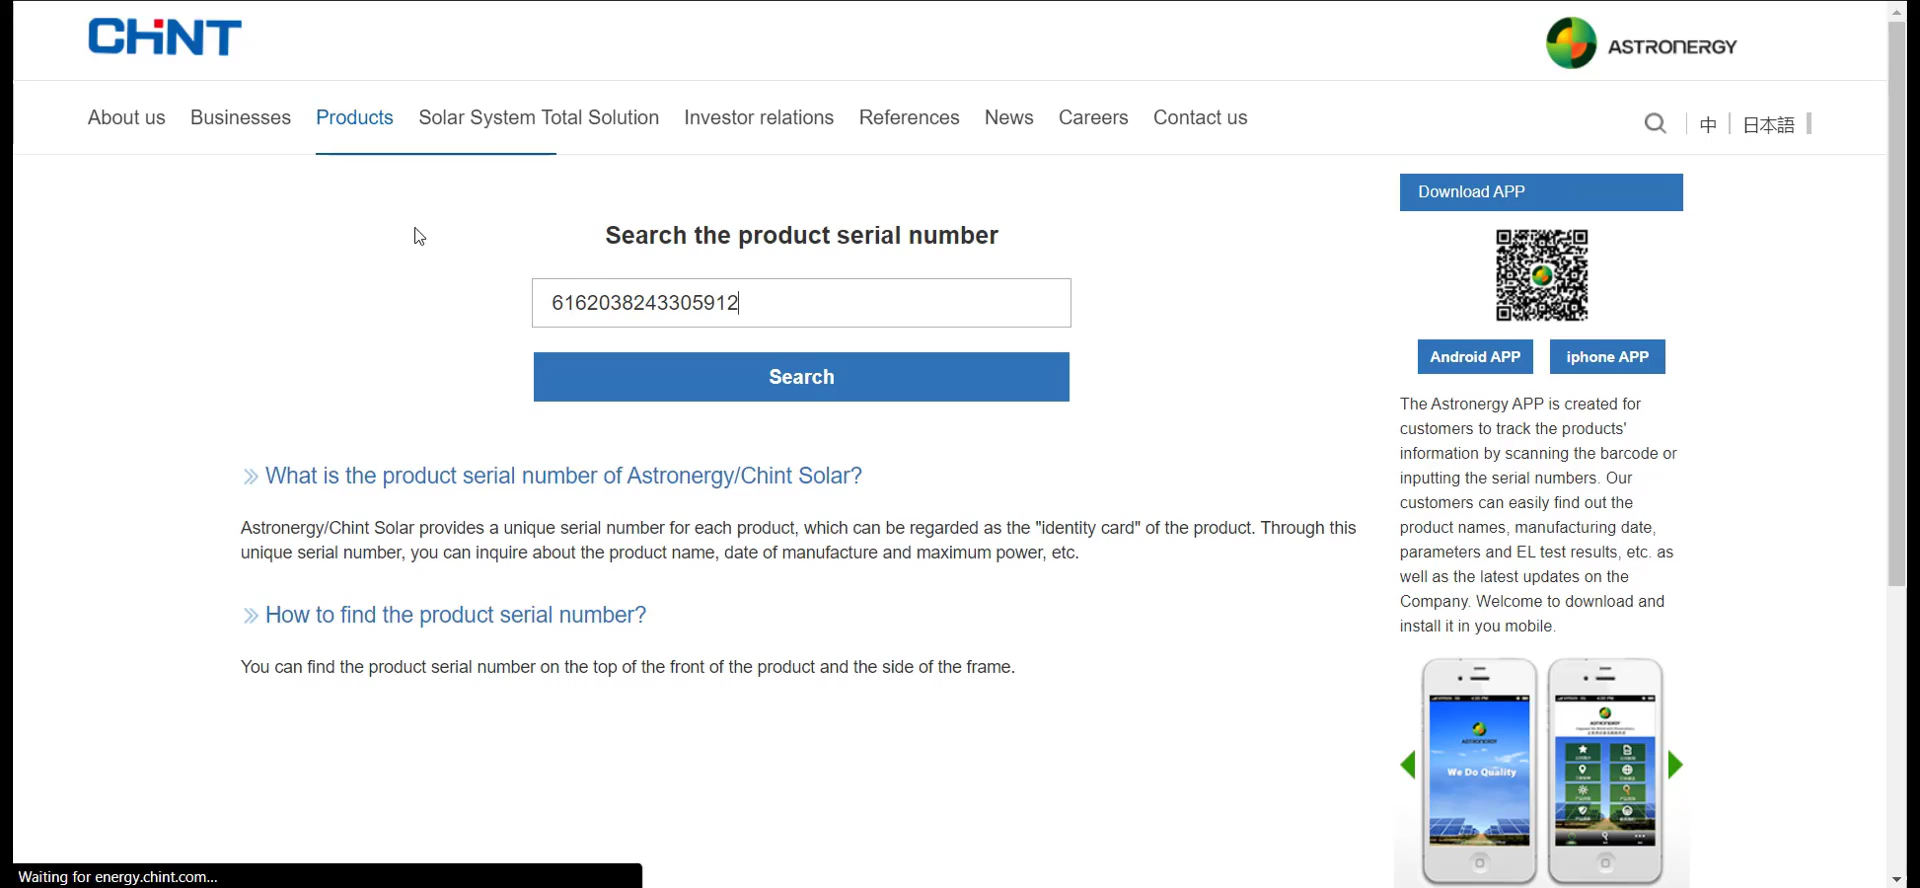 CHiNT
ASTRONERGY
About us Businesses Products Solar System Total Solution Investor relations References News Careers Contact us
中 | 日本語
Search the product serial number
6162038243305912
Search
What is the product serial number of Astronergy/Chint Solar?
Astronergy/Chint Solar provides a unique serial number for each product, which can be regarded as the "identity card" of the product. Through this
unique serial number, you can inquire about the product name, date of manufacture and maximum power, etc.
How to find the product serial number?
You can find the product serial number on the top of the front of the product and the side of the frame.
Download APP
Android APP iphone APP
The Astronergy APP is created for
customers to track the products'
information by scanning the barcode or
inputting the serial numbers. Our
customers can easily find out the
product names, manufacturing date,
parameters and EL test results, etc. as
well as the latest updates on the
Company. Welcome to download and
install it in you mobile.
ASTRONERGY
We Do Quality
Waiting for energy.chint.com...